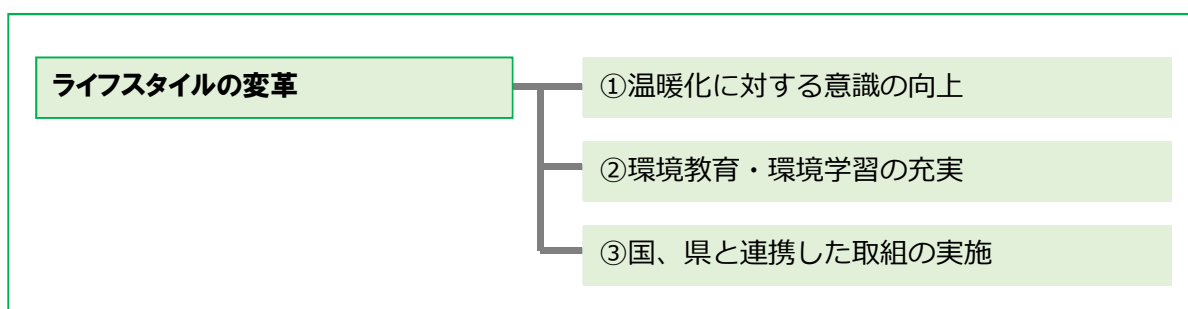 ライフスタイルの変革
①温暖化に対する意識の向上
②環境教育・環境学習の充実
③国、県と連携した取組の実施